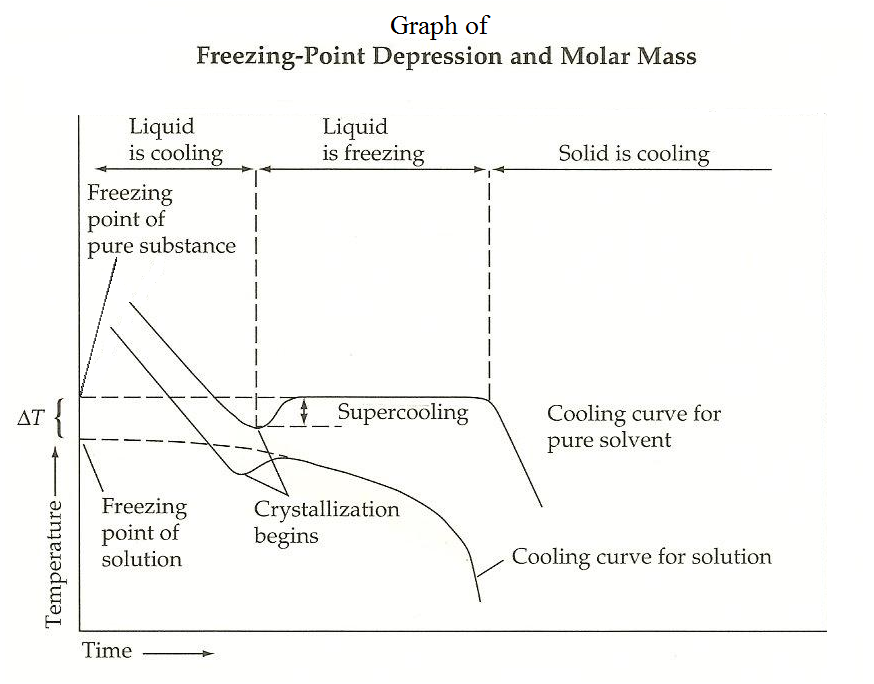 Graph of
Freezing-Point Depression and Molar Mass
Liquid
is cooling
Liquid
is freezing
Solid is cooling
Freezing
point of
pure substance
ΔT {
Supercooling
Cooling curve for
pure solvent
Freezing
point of
solution
Crystallization
begins
Cooling curve for solution
Temperature
Time